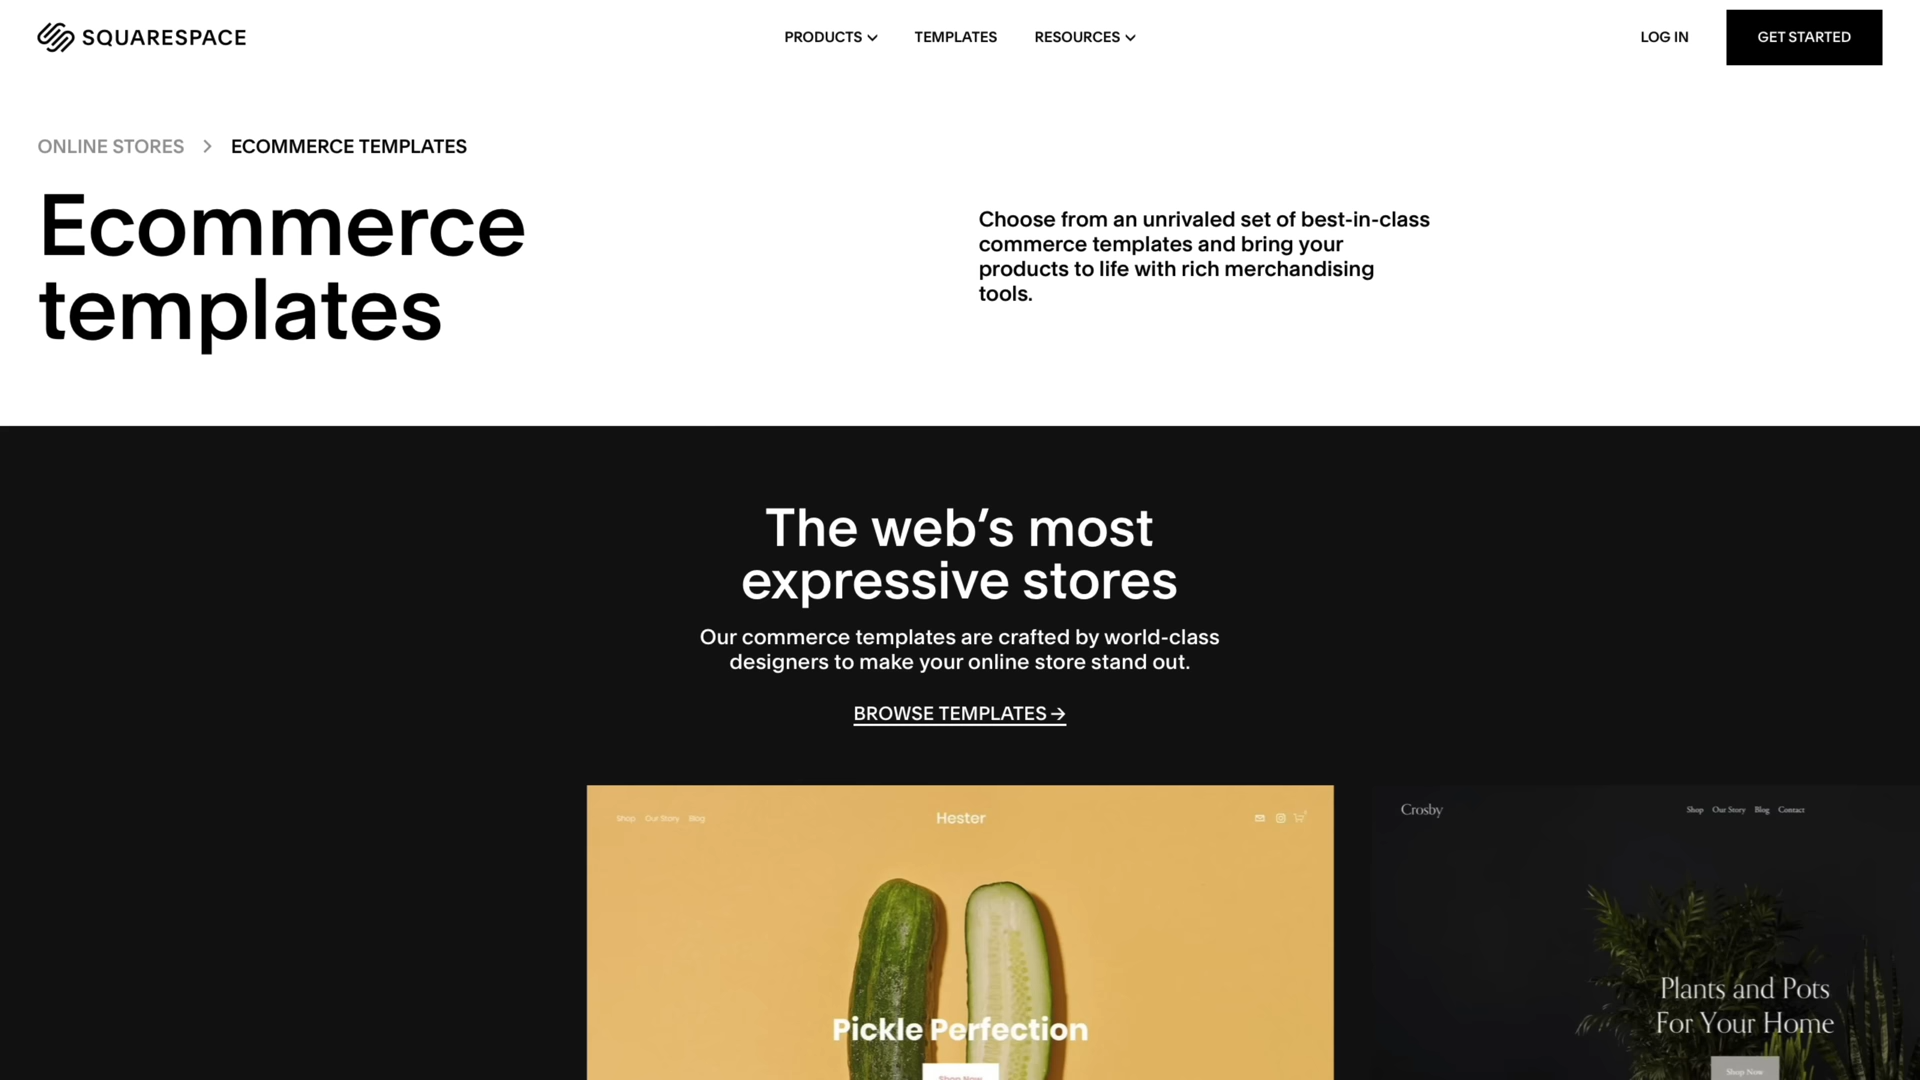 SQUARESPACE
PRODUCTS
TEMPLATES
RESOURCES
LOG IN
GET STARTED
ONLINE STORES
ECOMMERCE TEMPLATES
Ecommerce
templates
Choose from an unrivaled set of best-in-class
commerce templates and bring your
products to life with rich merchandising
tools.
The web’s most
expressive stores
Our commerce templates are crafted by world-class
designers to make your online store stand out.
BROWSE TEMPLATES →
Shop Our Story Blog
Hester
Pickle Perfection
Shop Now
Crosby
Shop Our Story Blog Contact
Plants and Pots
For Your Home
Shop Now